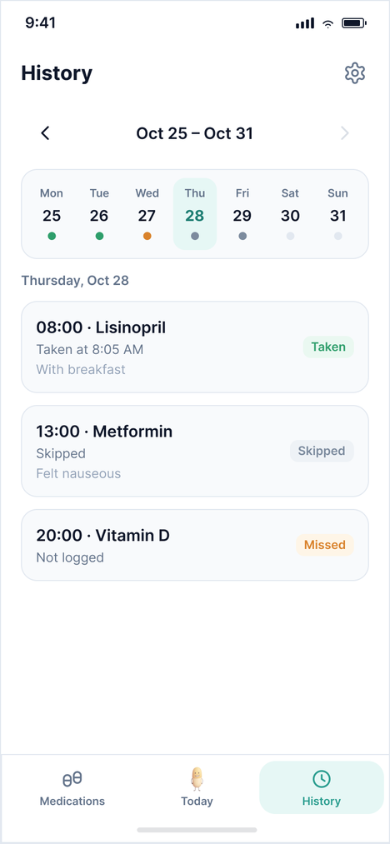 9:41
History
Oct 25 – Oct 31
Mon Tue Wed Thu Fri Sat Sun
25 26 27 28 29 30 31
Thursday, Oct 28
08:00 · Lisinopril
Taken at 8:05 AM
With breakfast
Taken
13:00 · Metformin
Skipped
Felt nauseous
Skipped
20:00 · Vitamin D
Not logged
Missed
Medications Today History